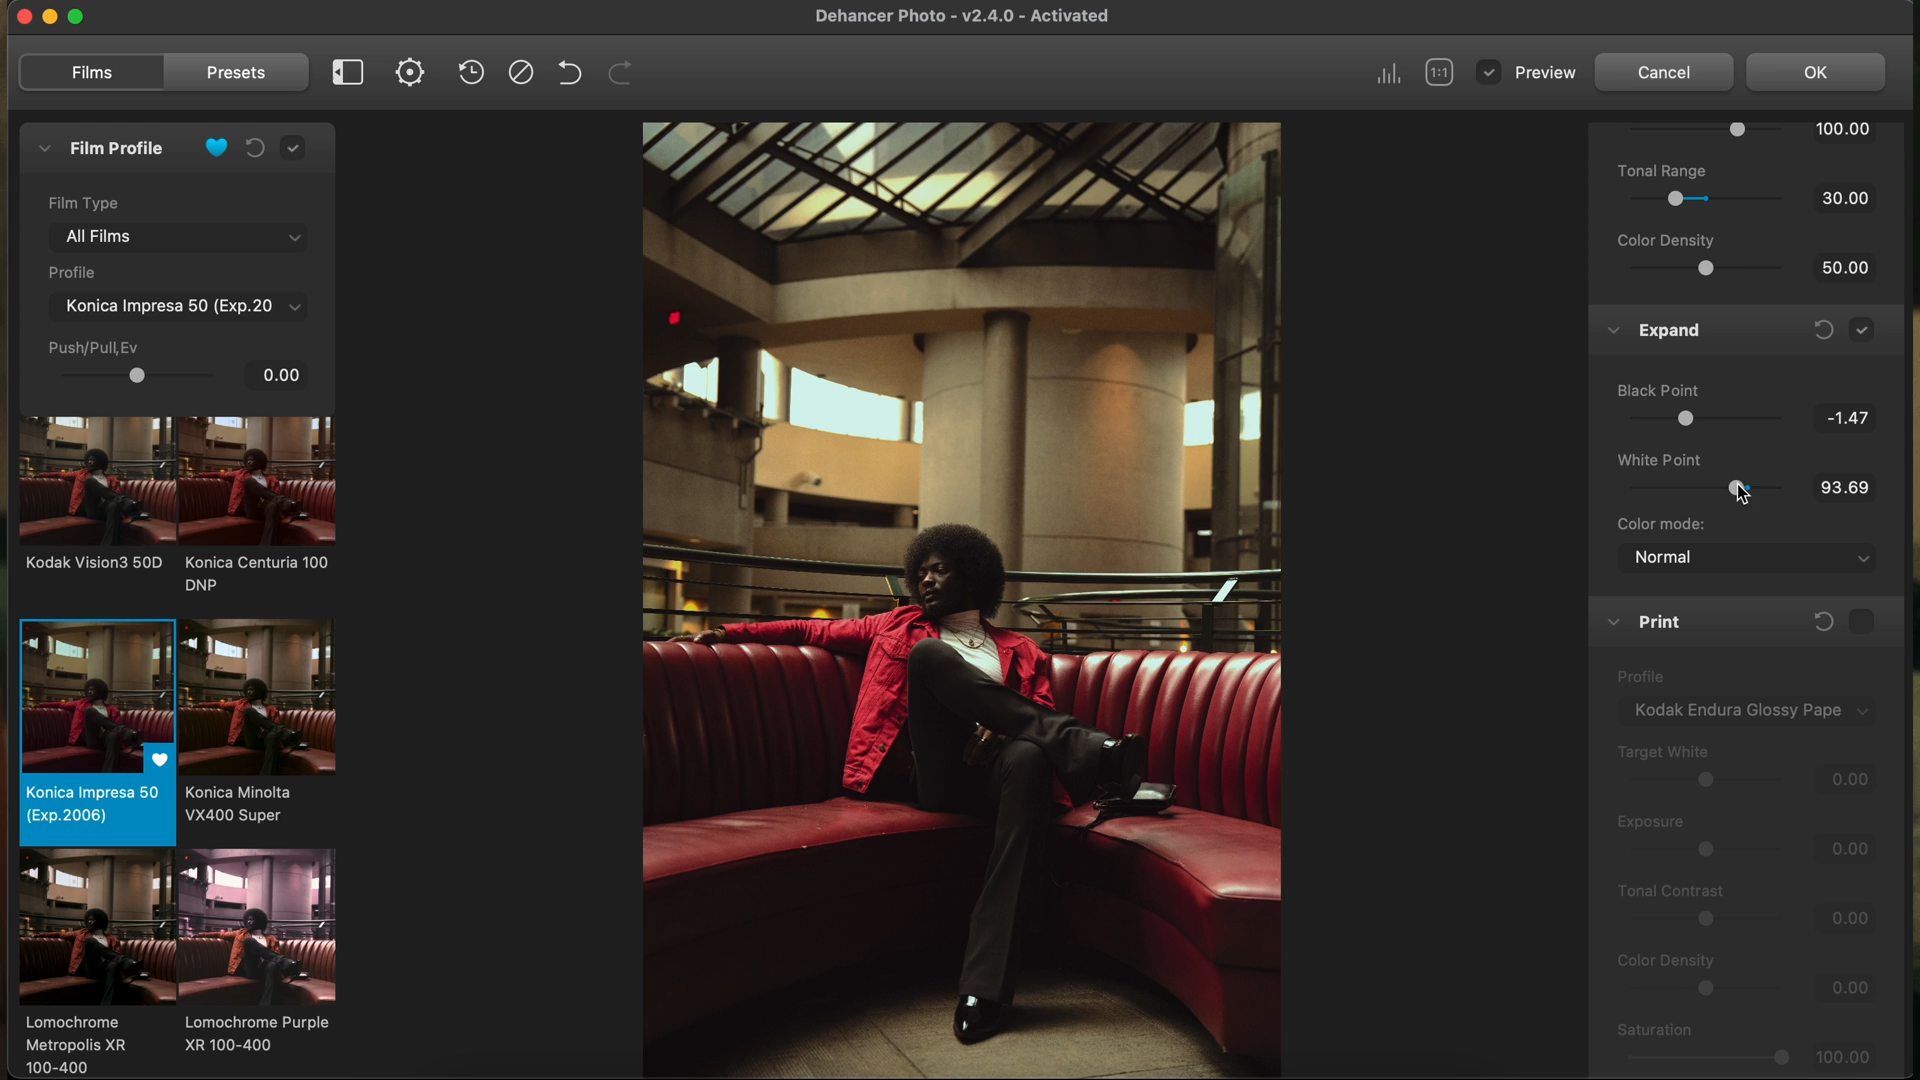 Dehancer Photo - v2.4.0 - Activated
Films
Presets
1:1
Preview
Cancel
OK
Film Profile
Film Type
All Films
Profile
Konica Impresa 50 (Exp.20
Push/Pull,Ev
0.00
Kodak Vision3 50D
Konica Centuria 100
DNP
Konica Impresa 50
(Exp.2006)
Konica Minolta
VX400 Super
Lomochrome
Metropolis XR
100-400
Lomochrome Purple
XR 100-400
100.00
Tonal Range
30.00
Color Density
50.00
Expand
Black Point
-1.47
White Point
93.69
Color mode:
Normal
Print
Profile
Kodak Endura Glossy Pape
Target White
0.00
Exposure
0.00
Tonal Contrast
0.00
Color Density
0.00
Saturation
100.00